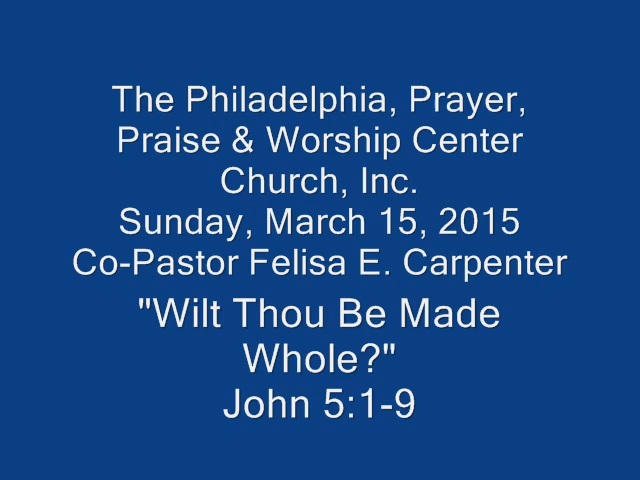 The Philadelphia, Prayer,
Praise & Worship Center
Church, Inc.
Sunday, March 15, 2015
Co-Pastor Felisa E. Carpenter
"Wilt Thou Be Made
Whole?"
John 5:1-9